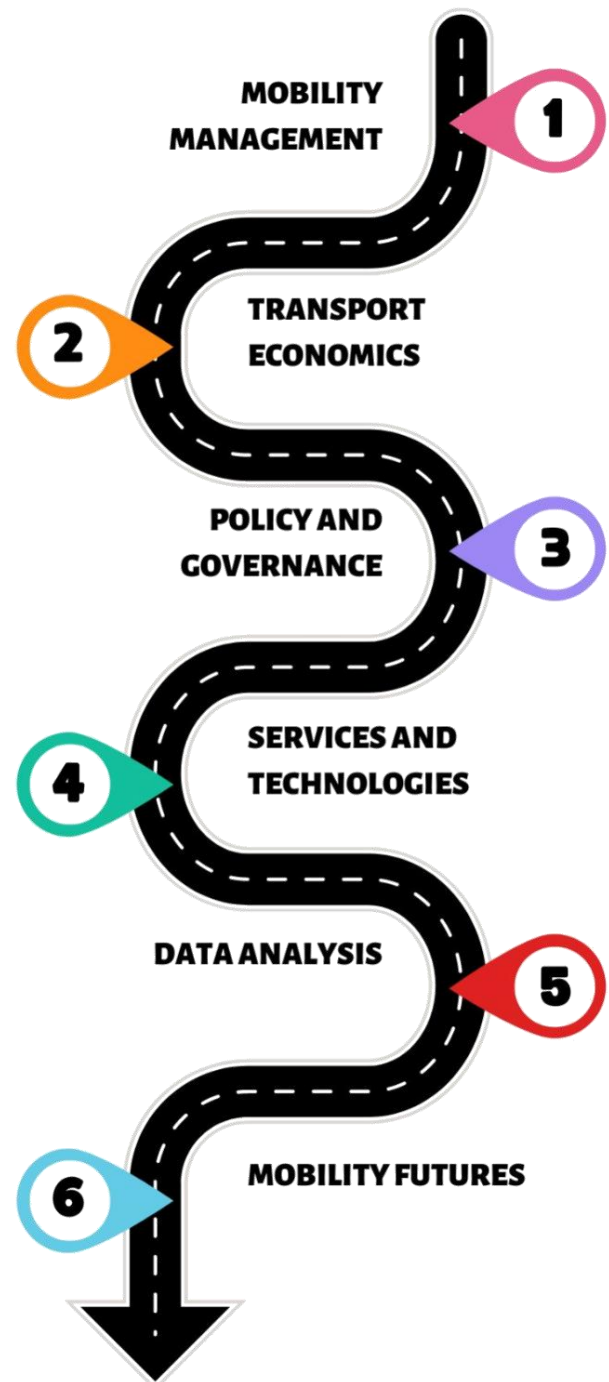 MOBILITY
MANAGEMENT
1
TRANSPORT
ECONOMICS
2
POLICY AND
GOVERNANCE
3
SERVICES AND
TECHNOLOGIES
4
DATA ANALYSIS
5
MOBILITY FUTURES
6